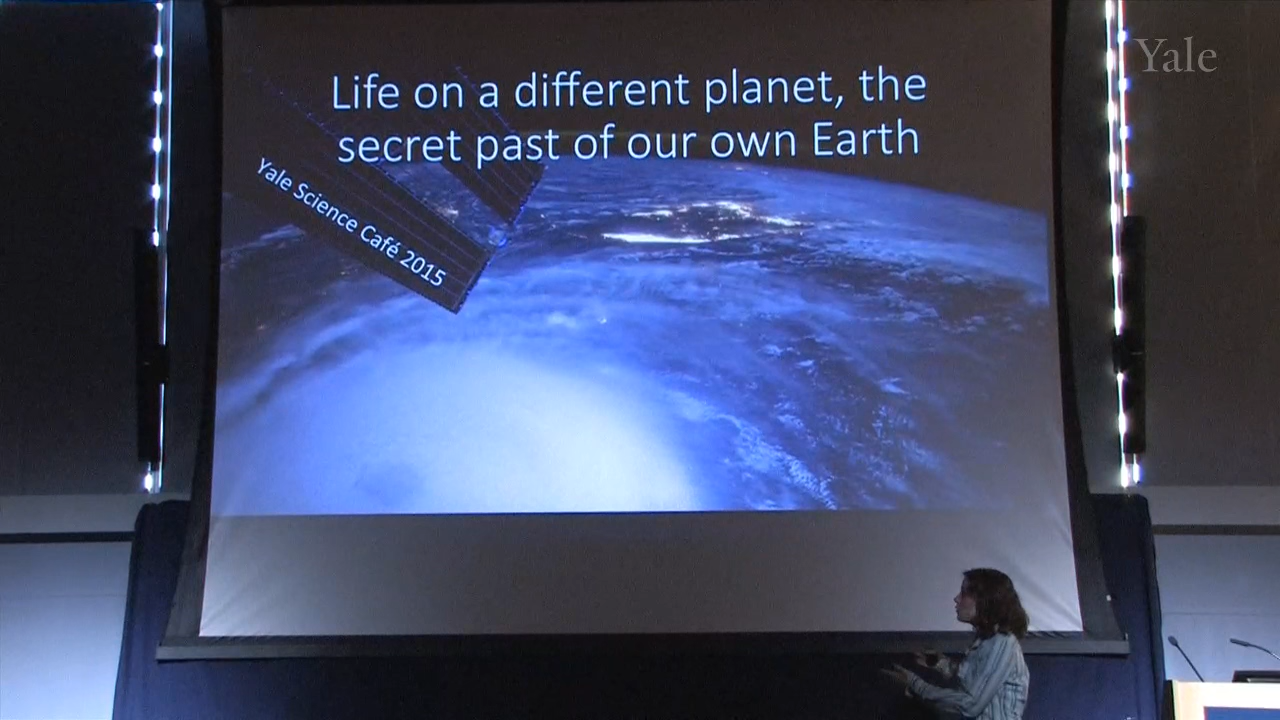 Yale
Life on a different planet, the
secret past of our own Earth
Yale Science Café 2015